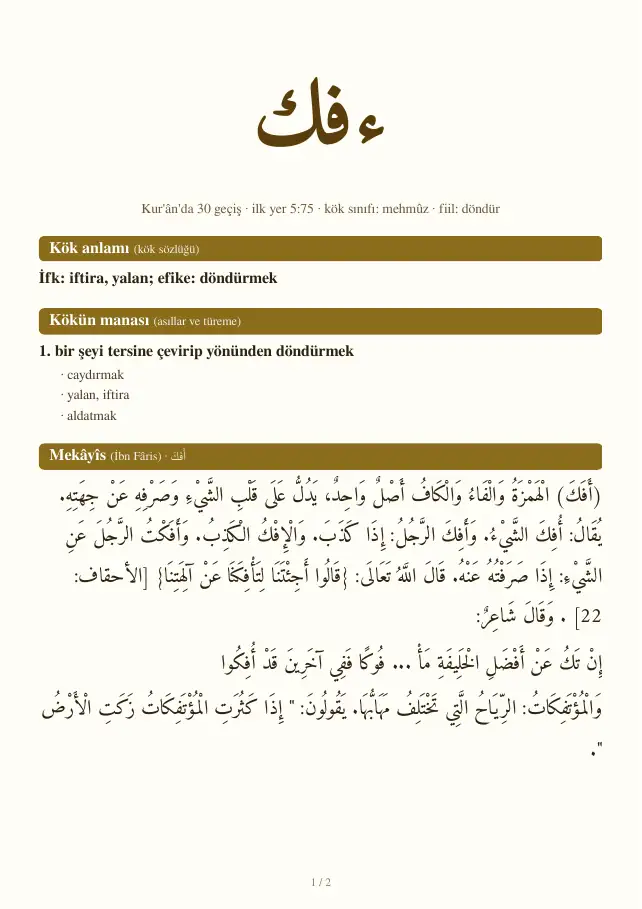 ء فك
Kur'ân'da 30 geçiş · ilk yer 5:75 · kök sınıfı: mehmûz · fiil: döndür
Kök anlamı (kök sözlüğü)
İfk: iftira, yalan; efike: döndürmek
Kökün manası (asıllar ve türeme)
1. bir şeyi tersine çevirip yönünden döndürmek
· caydırmak
· yalan, iftira
· aldatmak
Mekâyîs (İbn Fâris) · أفك
(أَفَكَ) الْهَمْزَةُ وَالْفَاءُ وَالْكَافُ أَصْلٌ وَاحِدٌ، يَدُلُّ عَلَى قَلْبِ الشَّيْءِ وَصَرْفِهِ عَنْ جِهَتِهِ.
يُقَالُ: أُفِكَ الشَّيْءُ. وَأَفِكَ الرَّجُلُ: إِذَا كَذَبَ. وَالْإِفْكُ الْكَذِبُ. وَأَفَكْتُ الرَّجُلَ عَنِ
الشَّيْءِ: إِذَا صَرَفْتُهُ عَنْهُ. قَالَ اللَّهُ تَعَالَى: {قَالُوا أَجِئْتَنَا لِتَأْفِكَنَا عَنْ آلِهَتِنَا} [الأحقاف:
22] . وَقَالَ شَاعِرٌ:
إِنْ تَكُ عَنْ أَفْضَلِ الْخَلِيفَةِ مَأْ ... فُوكًا فَفِي آخَرِينَ قَدْ أُفِكُوا
وَالْمُؤْتَفِكَاتُ: الرِّيَاحُ الَّتِي تَخْتَلِفُ مَهَابُّهَا. يَقُولُونَ: " إِذَا كَثُرَتِ الْمُؤْتَفِكَاتُ زَكَتِ الْأَرْضُ
".
1 / 2